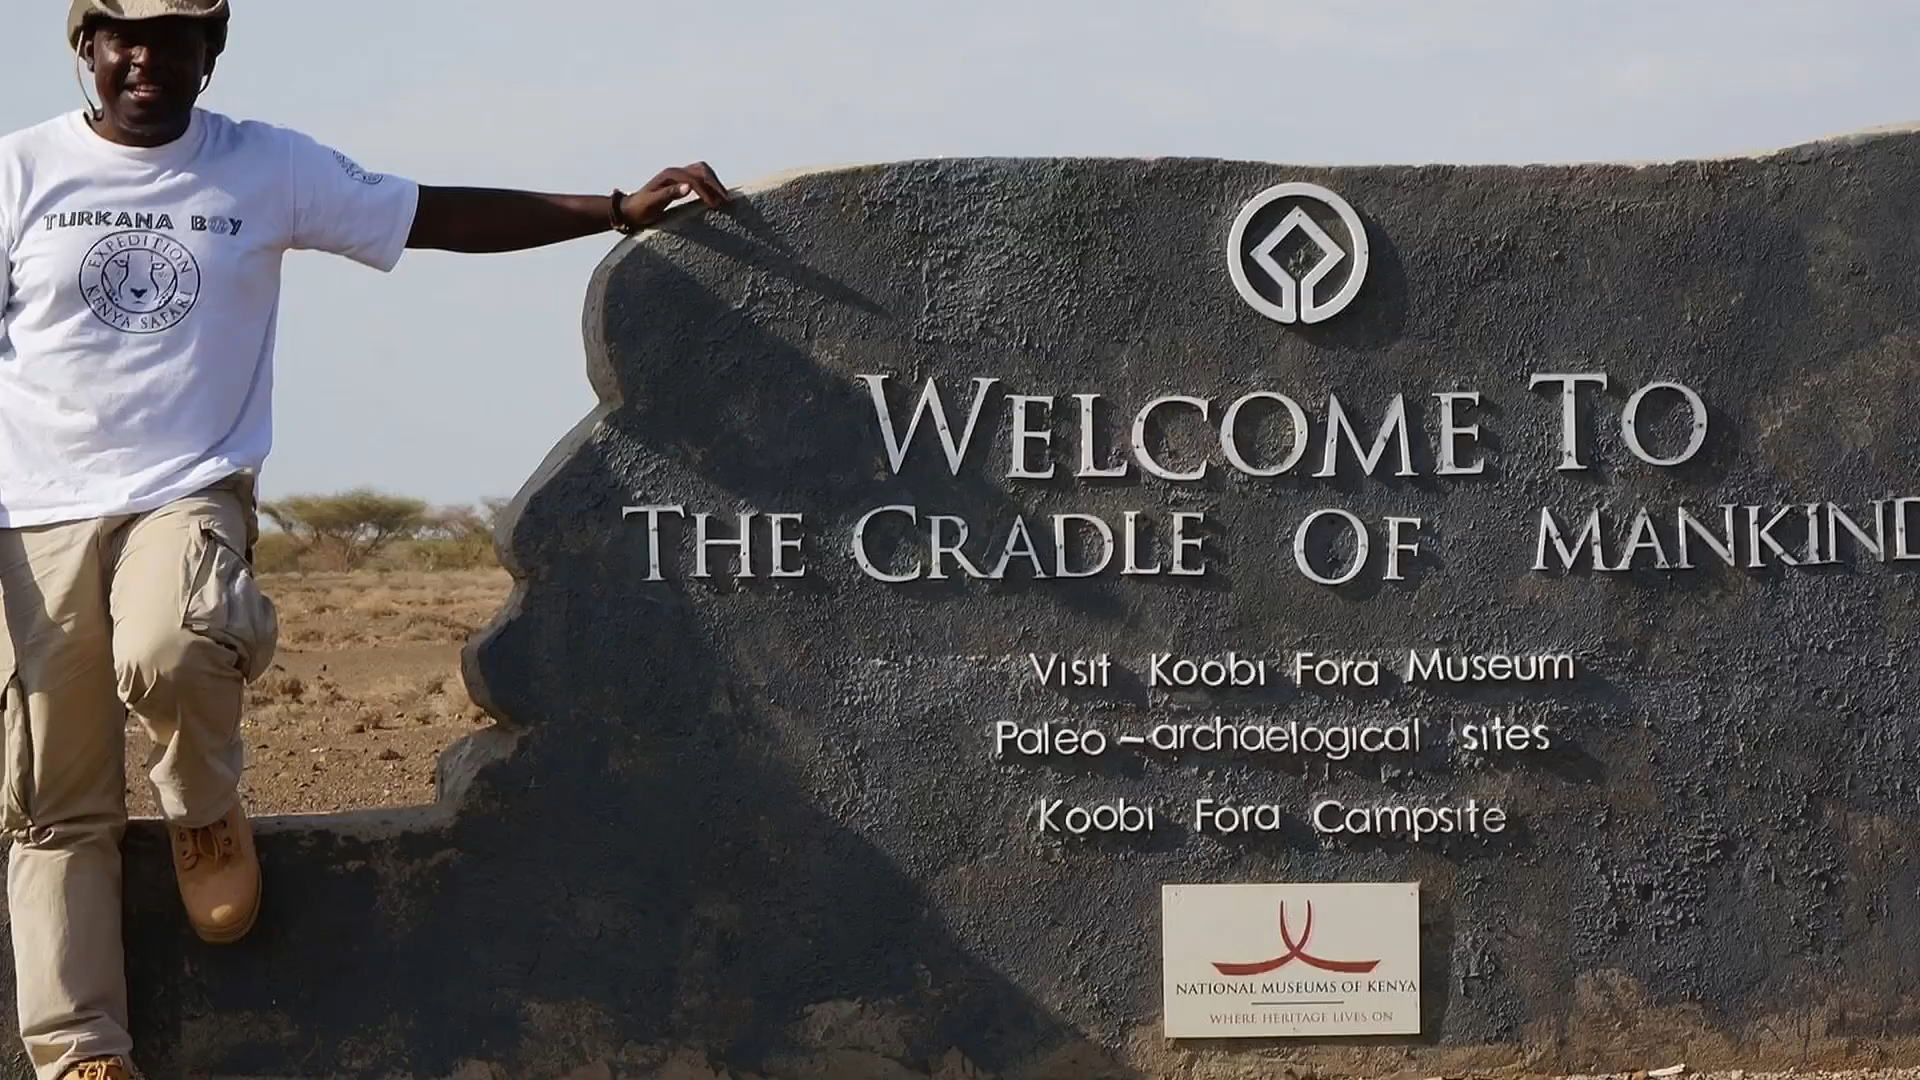 TURKANA BOY
EXPEDITION
KENYA SAFARI
WELCOME TO
THE CRADLE OF MANKIND
Visit Koobi Fora Museum
Paleo-archaelogical sites
Koobi Fora Campsite
NATIONAL MUSEUMS OF KENYA
WHERE HERITAGE LIVES ON